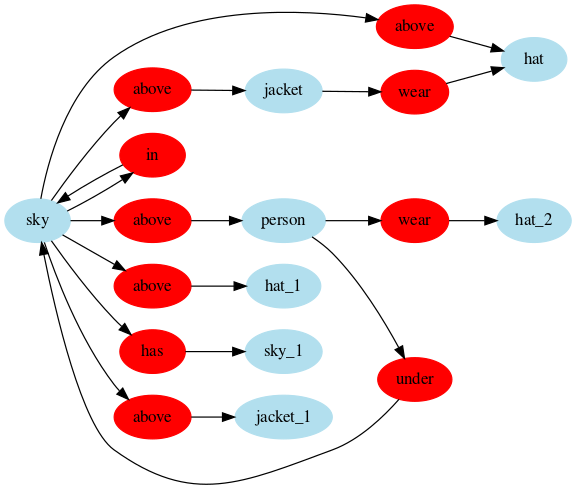 above
hat
above
jacket
wear
in
sky
above
person
wear
hat_2
above
hat_1
has
sky_1
under
above
jacket_1